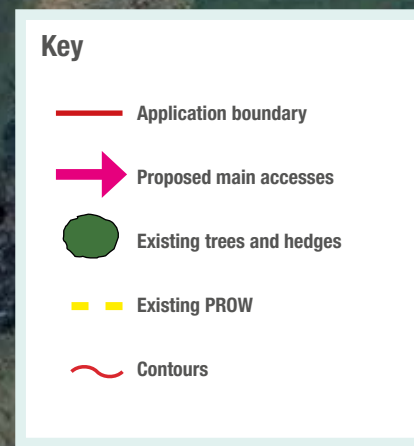 Key
Application boundary
Proposed main accesses
Existing trees and hedges
Existing PROW
Contours